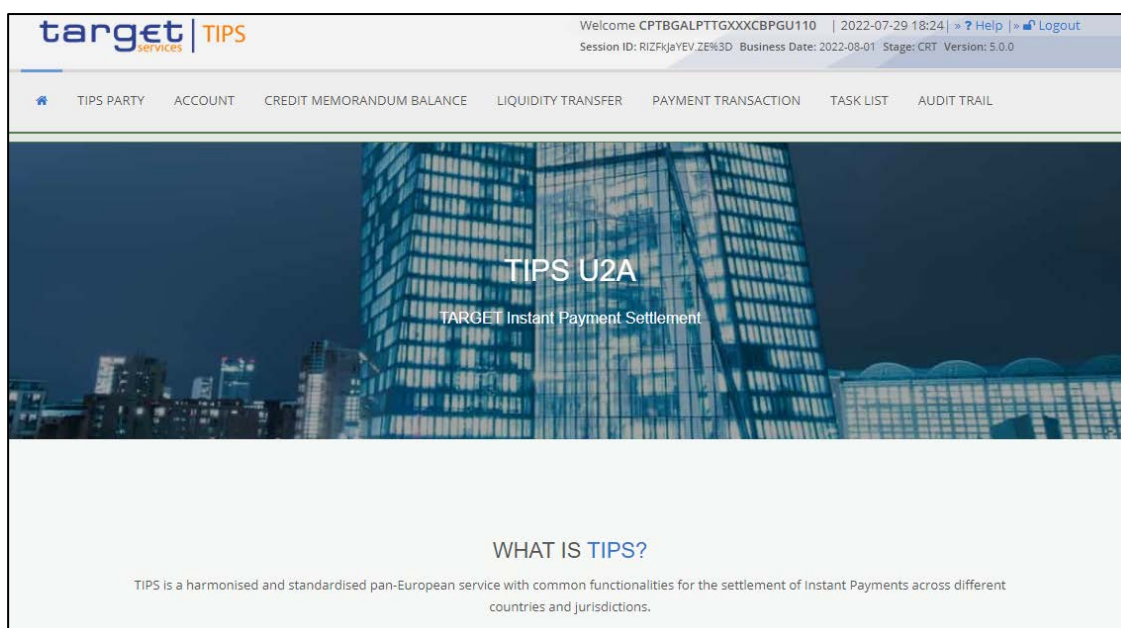 target services | TIPS
Welcome CPTBGALPTTGXXXCBPGU110 | 2022-07-29 18:24| » ? Help |» Logout
Session ID: RIZFkJaYEV.ZE%3D Business Date: 2022-08-01 Stage: CRT Version: 5.0.0
TIPS PARTY ACCOUNT CREDIT MEMORANDUM BALANCE LIQUIDITY TRANSFER PAYMENT TRANSACTION TASK LIST AUDIT TRAIL
TIPS U2A
TARGET Instant Payment Settlement
WHAT IS TIPS?
TIPS is a harmonised and standardised pan-European service with common functionalities for the settlement of Instant Payments across different
countries and jurisdictions.